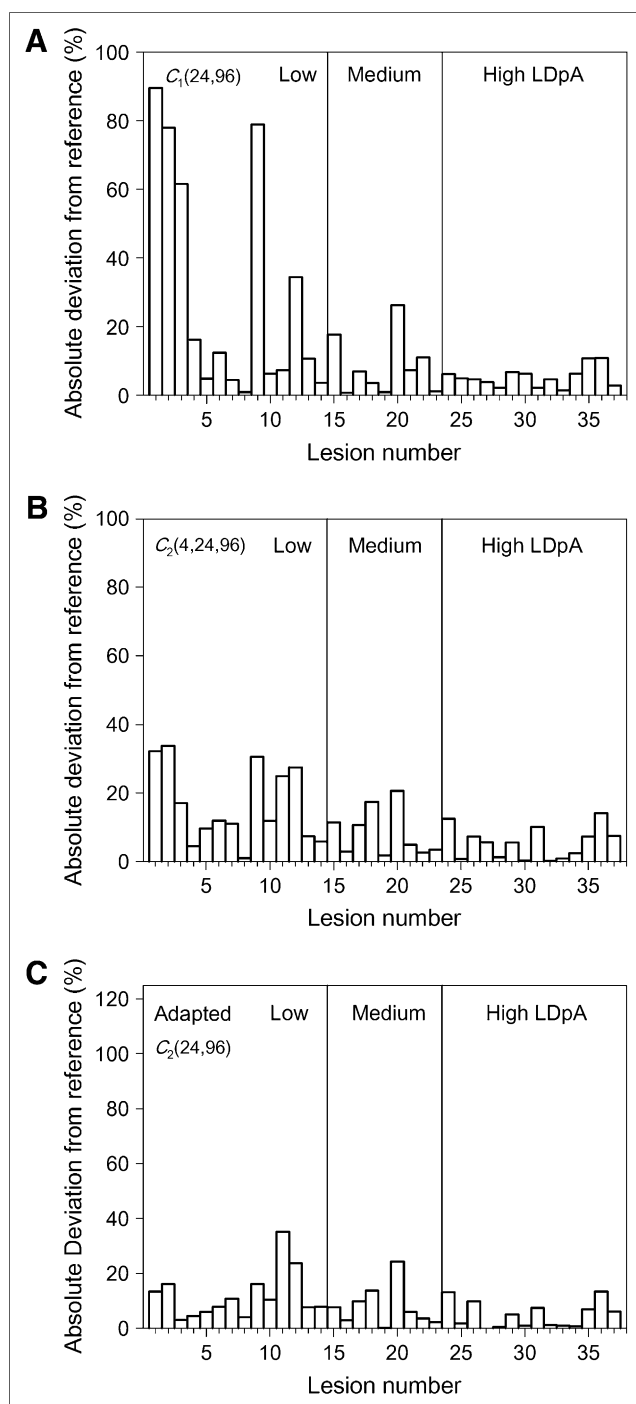 A
Absolute deviation from reference (%)
100
80
60
40
20
0
C1(24,96) Low Medium High LDpA
5 10 15 20 25 30 35
Lesion number
B
Absolute deviation from reference (%)
100
80
60
40
20
0
C2(4,24,96) Low Medium High LDpA
5 10 15 20 25 30 35
Lesion number
C
Absolute Deviation from reference (%)
120
100
80
60
40
20
0
Adapted Low Medium High LDpA
C2(24,96)
5 10 15 20 25 30 35
Lesion number